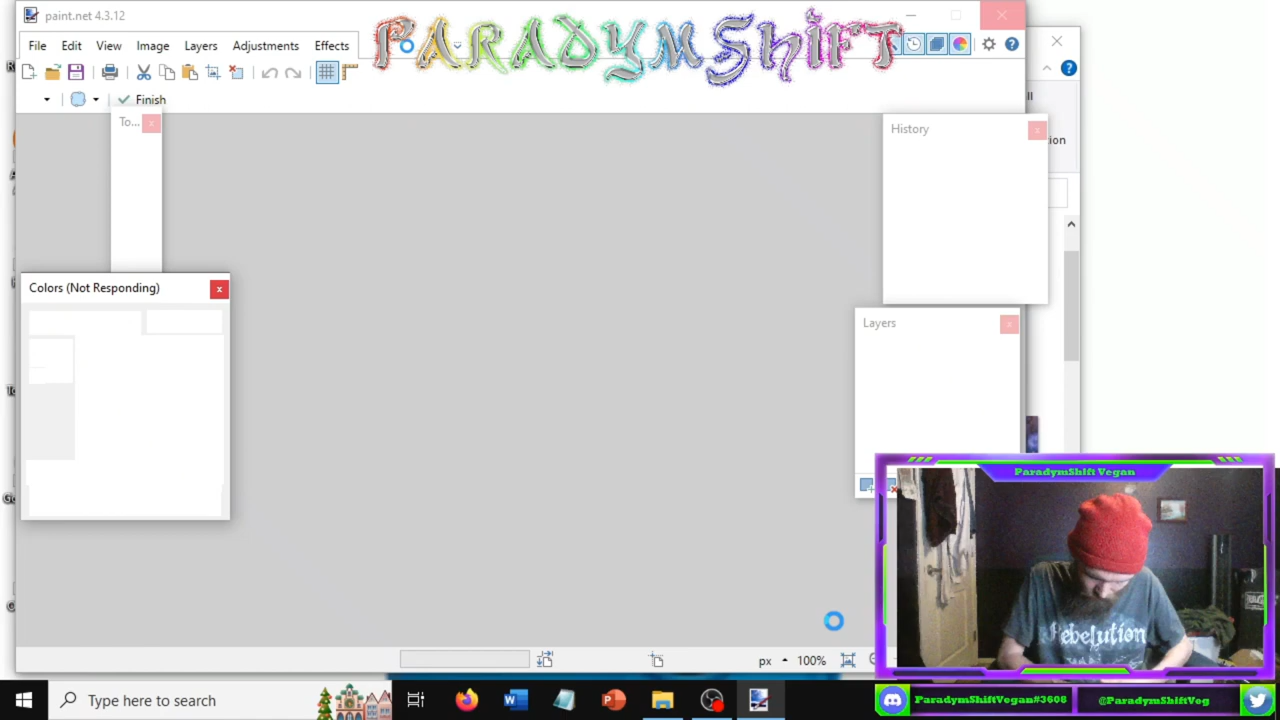 paint.net 4.3.12
PARADYMSHIFT
File Edit View Image Layers Adjustments Effects
Finish
To...
History
Colors (Not Responding)
Layers
ParadymShift Vegan
Rebelution
px 100%
Type here to search
ParadymShiftVegan#3608
@ParadymShiftVeg